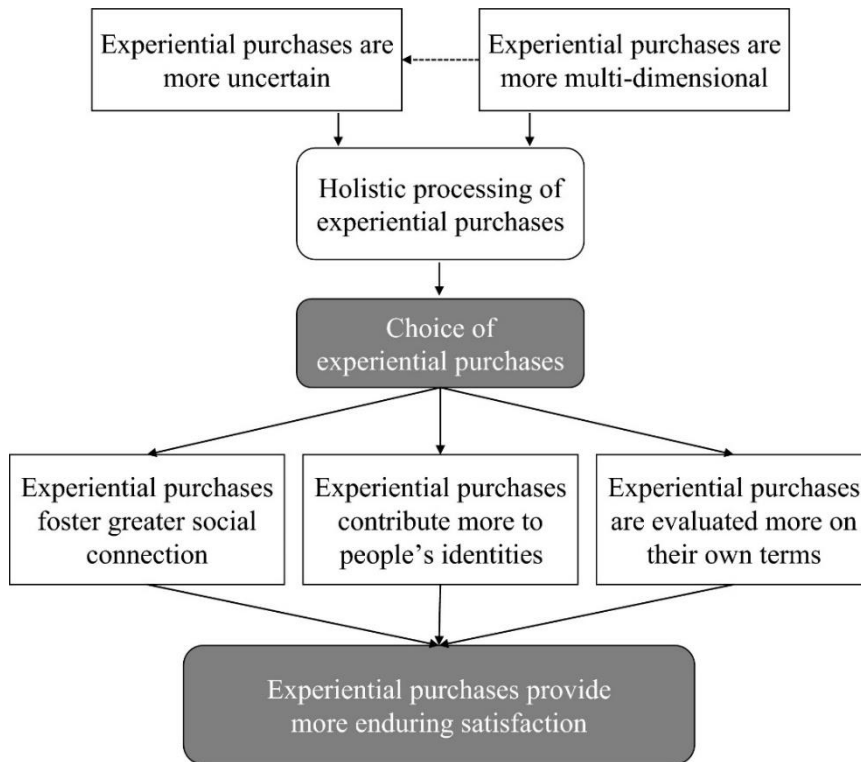 Experiential purchases are
more uncertain
Experiential purchases are
more multi-dimensional
Holistic processing of
experiential purchases
Choice of
experiential purchases
Experiential purchases
foster greater social
connection
Experiential purchases
contribute more to
people’s identities
Experiential purchases
are evaluated more on
their own terms
Experiential purchases provide
more enduring satisfaction